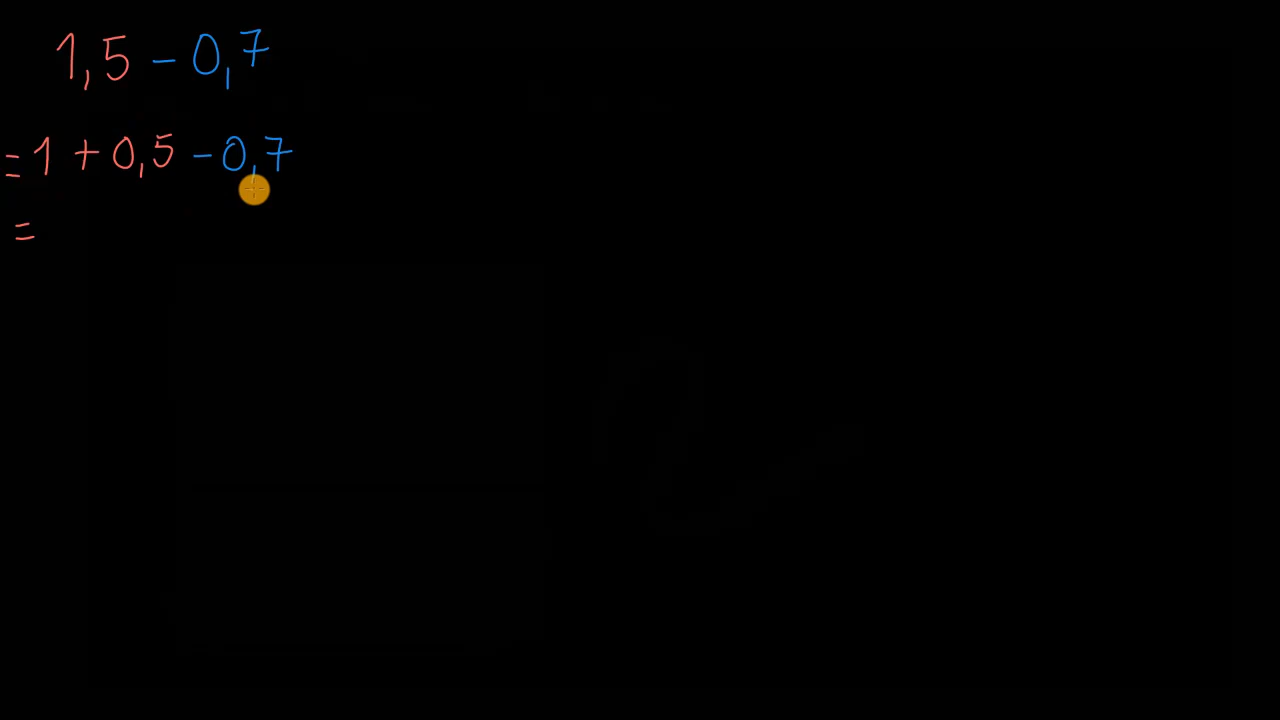 1,5 - 0,7
= 1 + 0,5 - 0,7
=